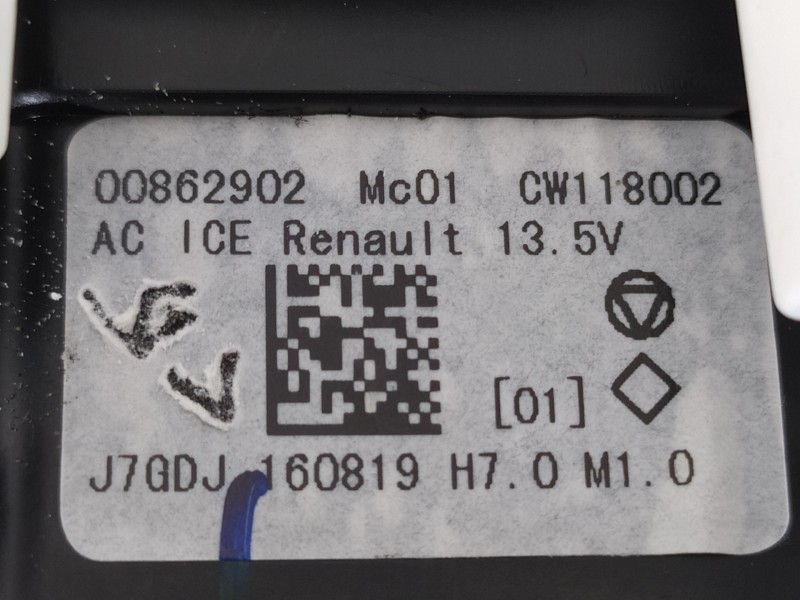 00862902 Mc01 CW118002
AC ICE Renault 13.5V
[01]
J7GDJ 160819 H7.0 M1.0